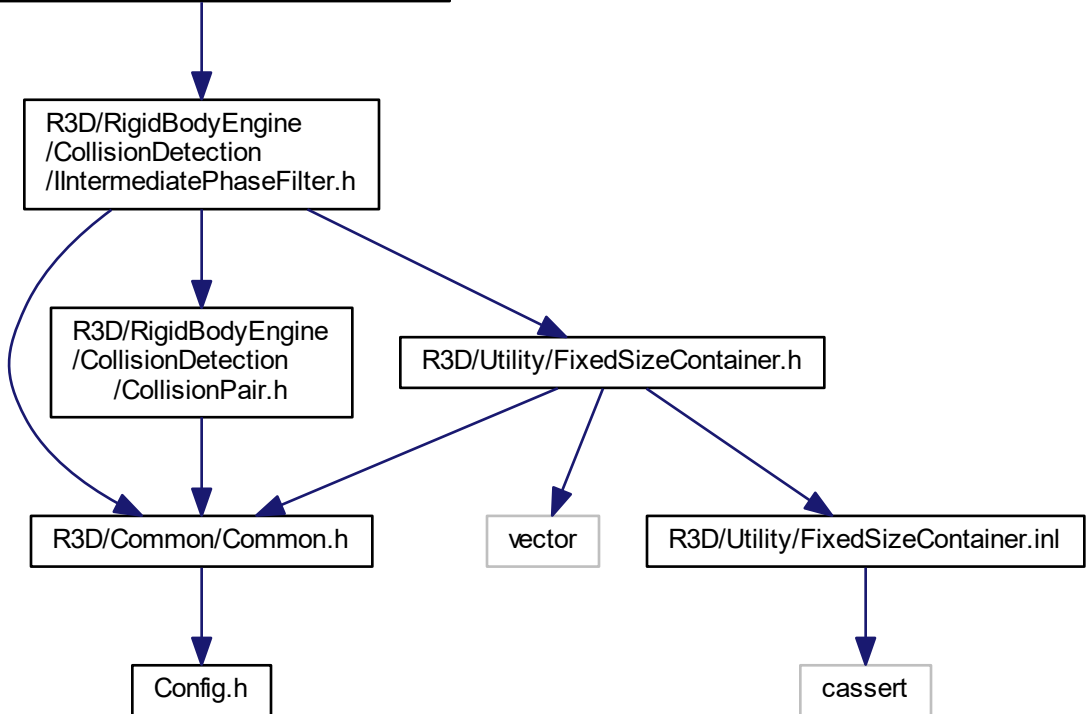 R3D/RigidBodyEngine
/CollisionDetection
/IIntermediatePhaseFilter.h
R3D/RigidBodyEngine
/CollisionDetection
/CollisionPair.h
R3D/Utility/FixedSizeContainer.h
R3D/Common/Common.h
vector
R3D/Utility/FixedSizeContainer.inl
Config.h
cassert